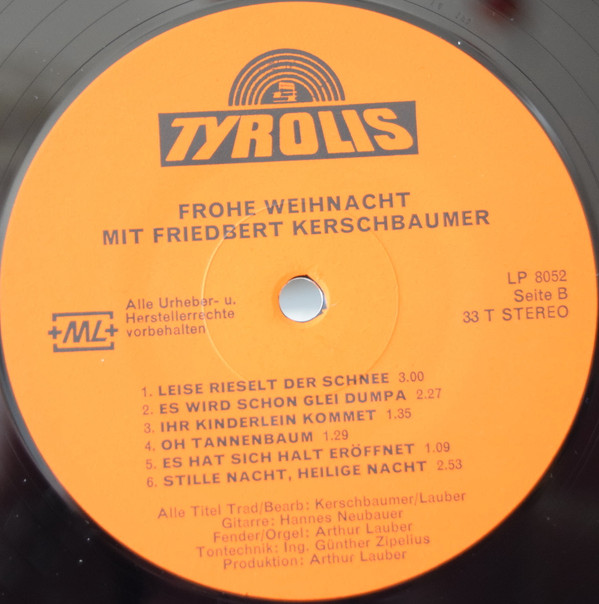 TYROLIS
FROHE WEIHNACHT
MIT FRIEDBERT KERSCHBAUMER
LP 8052
Seite B
33 T STEREO
+ML+
Alle Urheber- u.
Herstellerrechte
vorbehalten
1. LEISE RIESELT DER SCHNEE 3.00
2. ES WIRD SCHON GLEI DUMPA 2.27
3. IHR KINDERLEIN KOMMET 1.35
4. OH TANNENBAUM 1.29
5. ES HAT SICH HALT ERÖFFNET 1.09
6. STILLE NACHT, HEILIGE NACHT 2.53
Alle Titel Trad/Bearb: Kerschbaumer/Lauber
Gitarre: Hannes Neubauer
Fender/Orgel: Arthur Lauber
Tontechnik: Ing. Günther Zipelius
Produktion: Arthur Lauber